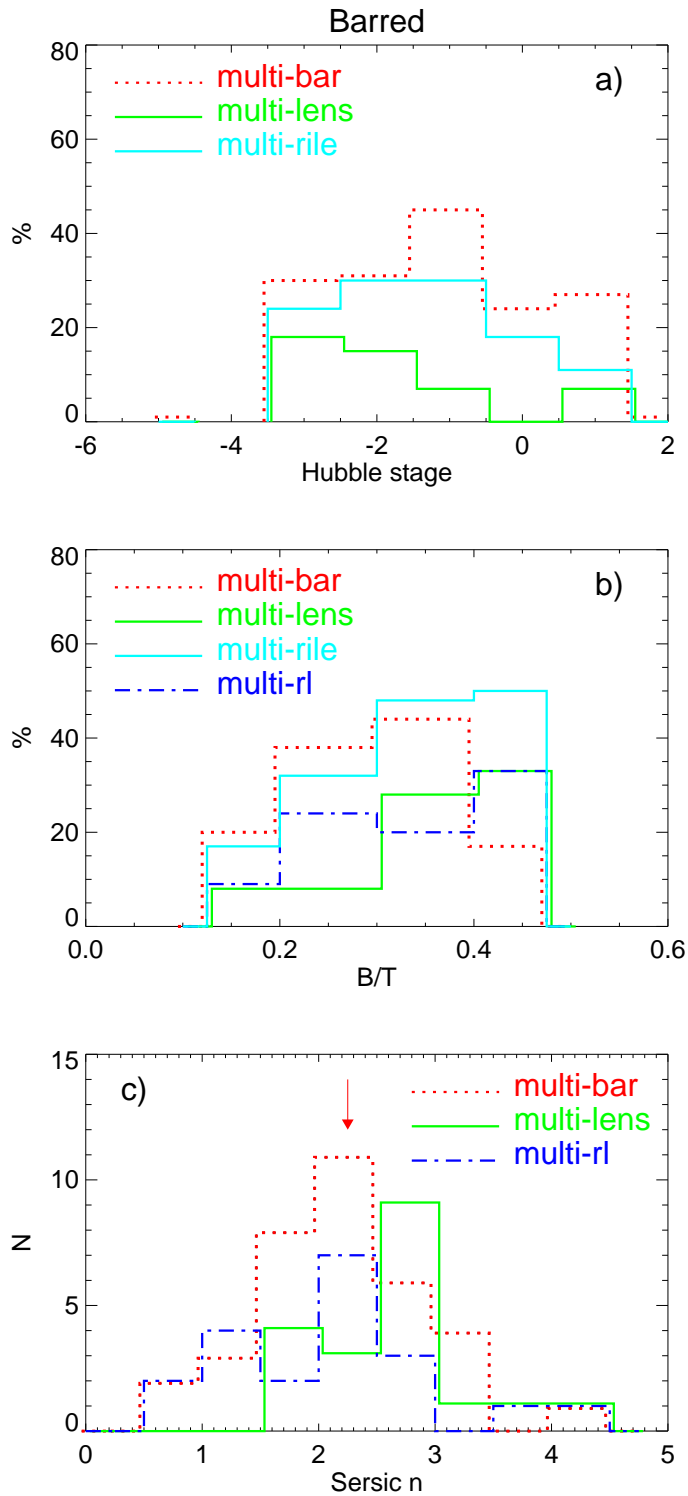 Barred
80
multi-bar
a)
multi-lens
multi-rile
60
%
40
20
0
-6 -4 -2 0 2
Hubble stage
80
multi-bar
b)
multi-lens
multi-rile
multi-rl
60
%
40
20
0
0.0 0.2 0.4 0.6
B/T
15
c)
multi-bar
multi-lens
multi-rl
10
N
5
0
0 1 2 3 4 5
Sersic n